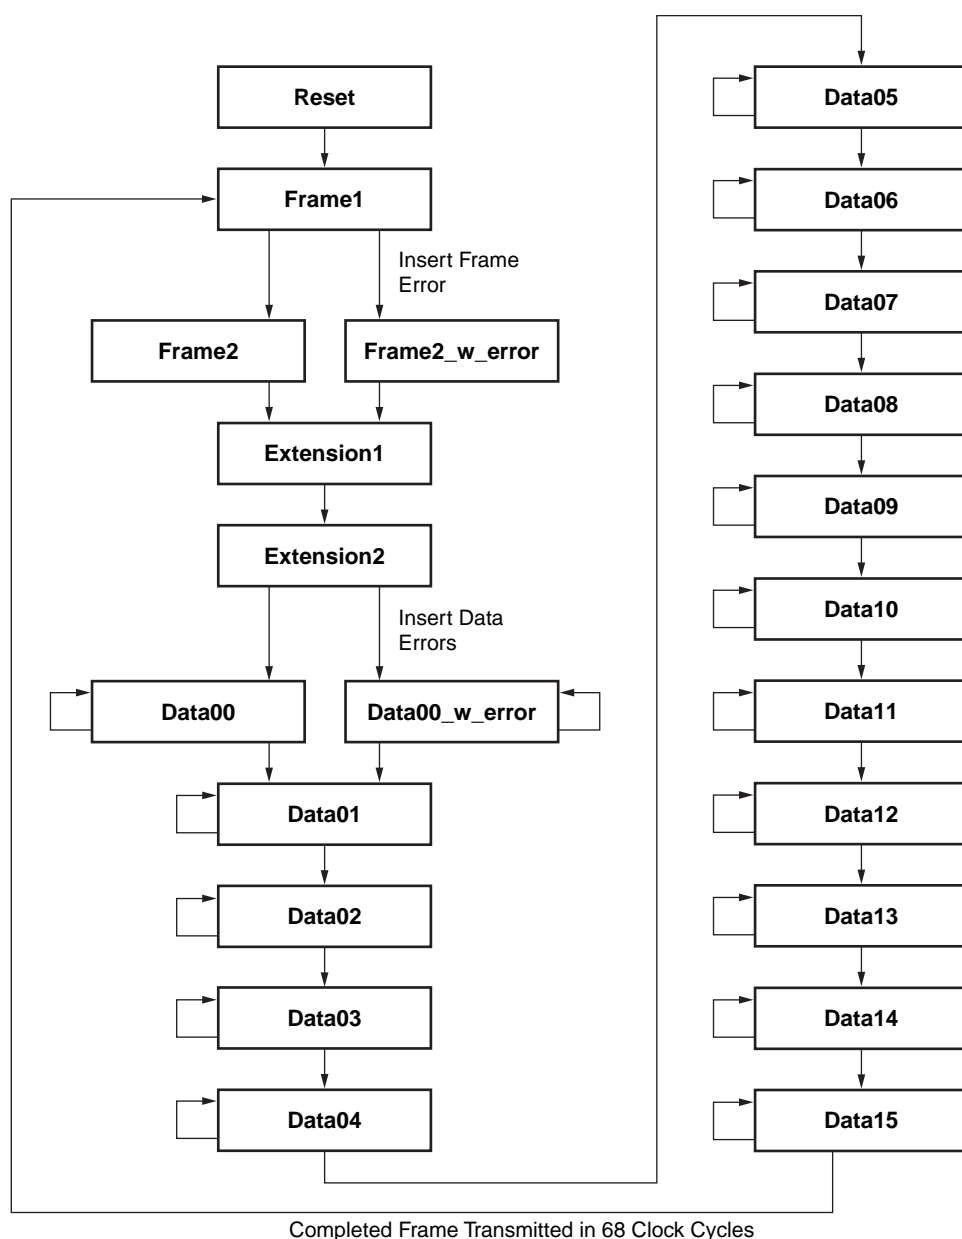 Reset
Frame1
Insert Frame
Error
Frame2
Frame2_w_error
Extension1
Extension2
Insert Data
Errors
Data00
Data00_w_error
Data01
Data02
Data03
Data04
Data05
Data06
Data07
Data08
Data09
Data10
Data11
Data12
Data13
Data14
Data15
Completed Frame Transmitted in 68 Clock Cycles